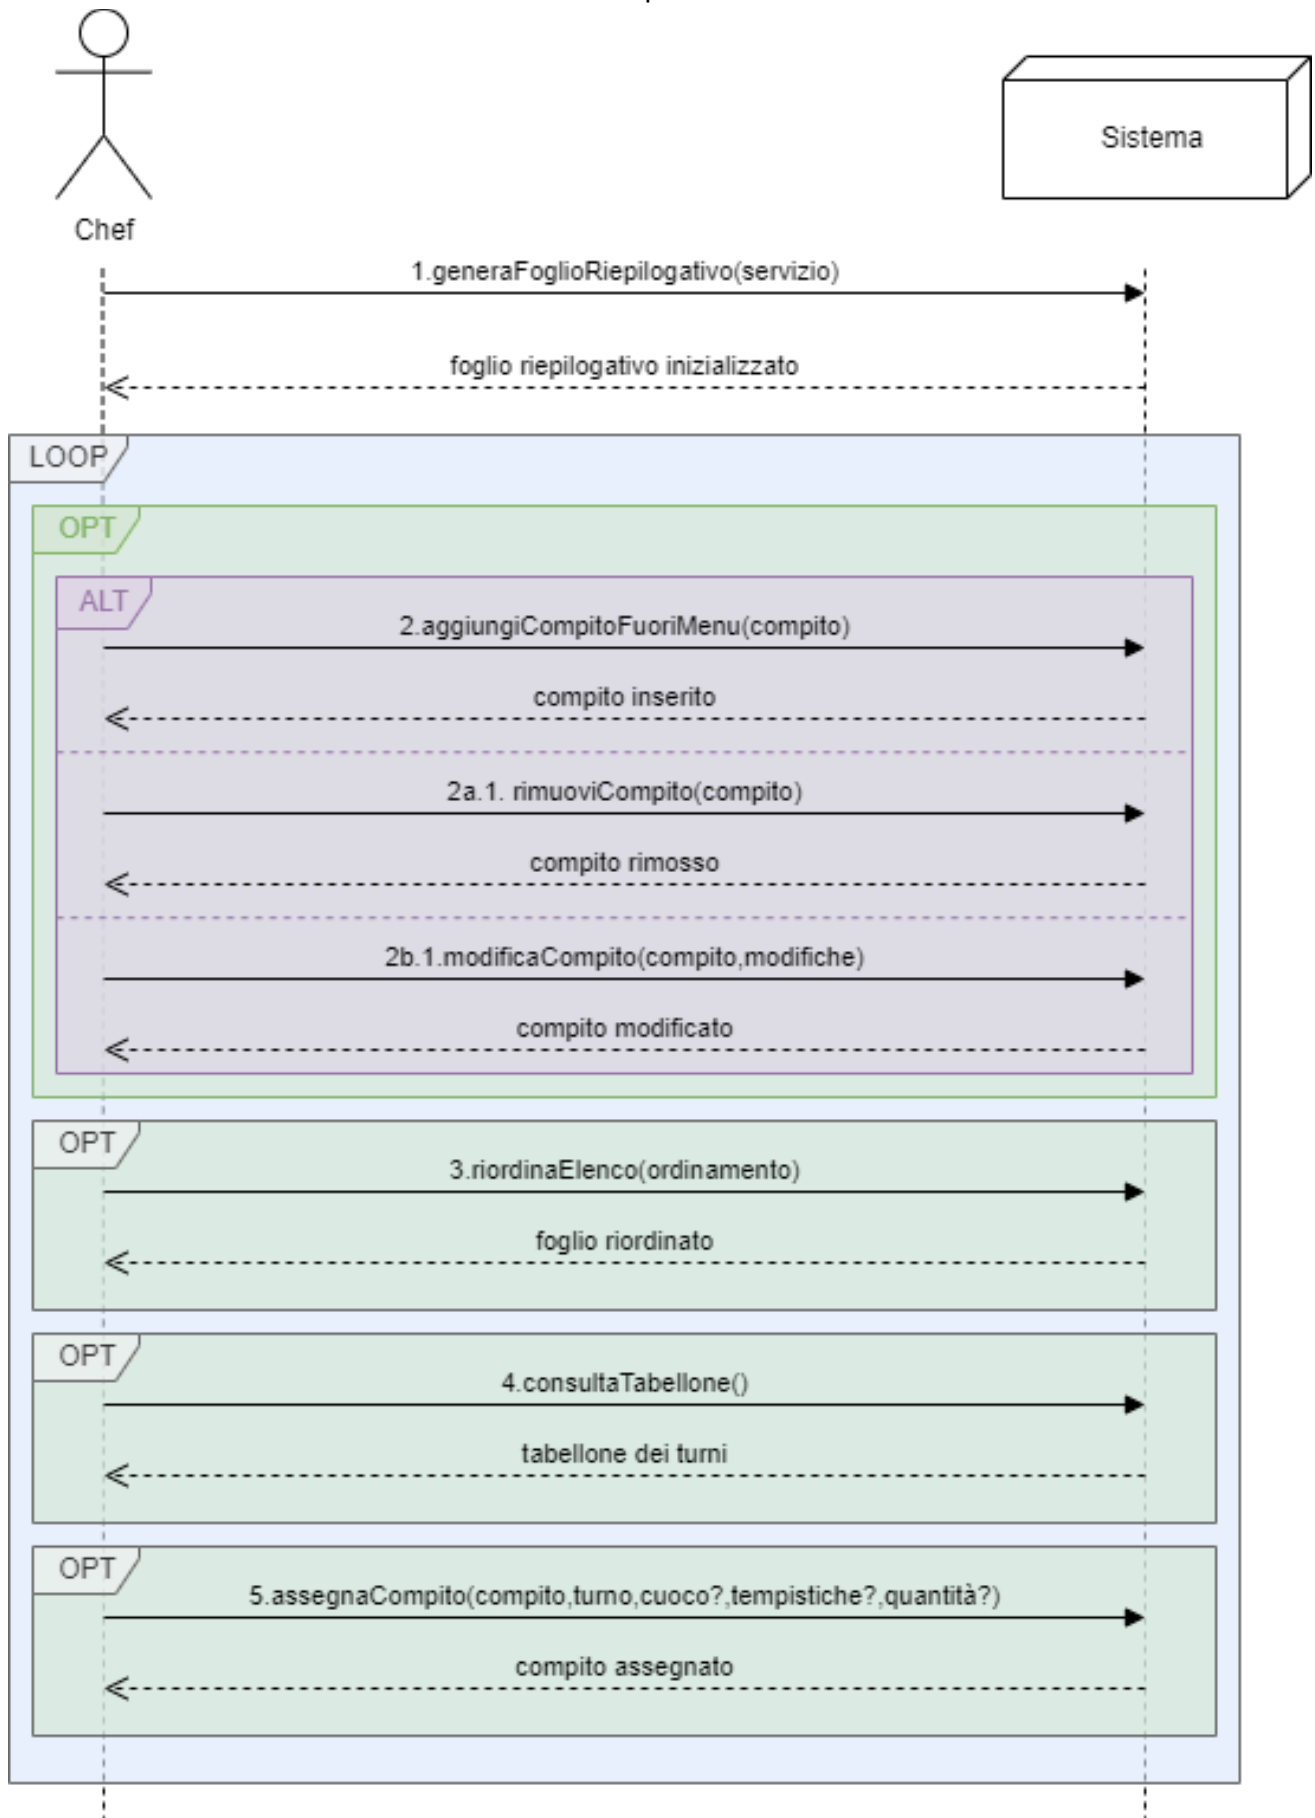 Sistema
Chef
1.generaFoglioRiepilogativo(servizio)
foglio riepilogativo inizializzato
LOOP
OPT
ALT
2.aggiungiCompitoFuoriMenu(compito)
compito inserito
2a.1. rimuoviCompito(compito)
compito rimosso
2b.1.modificaCompito(compito,modifiche)
compito modificato
OPT
3.riordinaElenco(ordinamento)
foglio riordinato
OPT
4.consultaTabellone()
tabellone dei turni
OPT
5.assegnaCompito(compito,turno,cuoco?,tempistiche?,quantità?)
compito assegnato